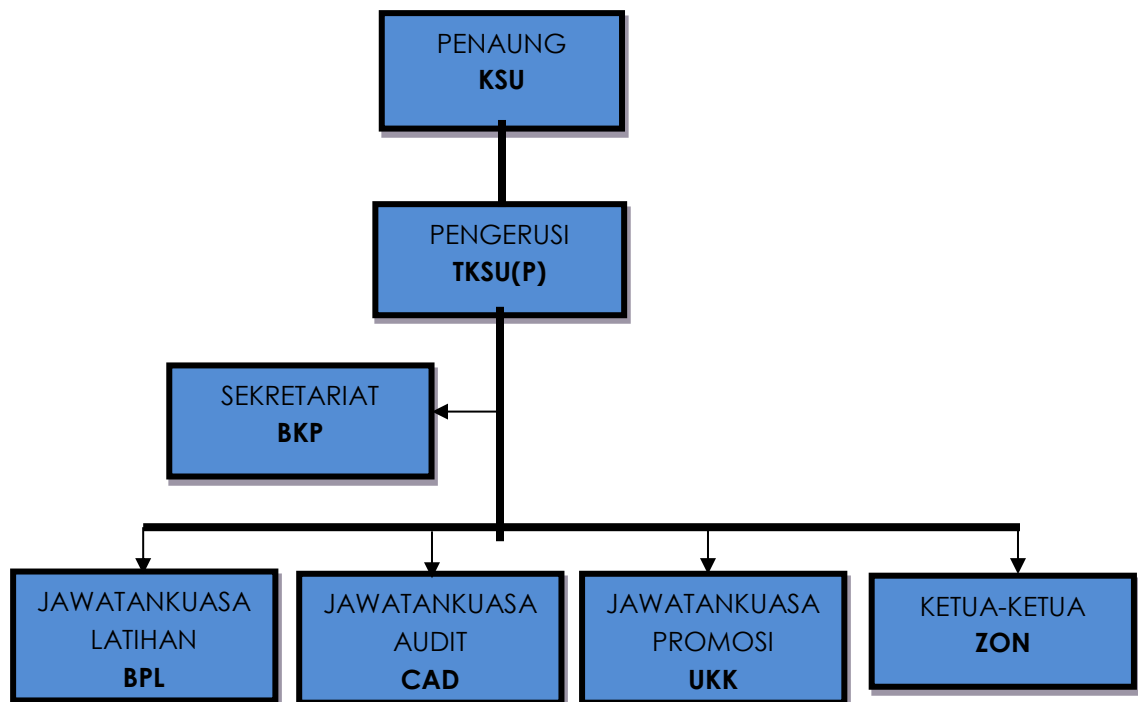 PENAUNG
KSU
PENGERUSI
TKSU(P)
SEKRETARIAT
BKP
JAWATANKUASA
LATIHAN
BPL
JAWATANKUASA
AUDIT
CAD
JAWATANKUASA
PROMOSI
UKK
KETUA-KETUA
ZON